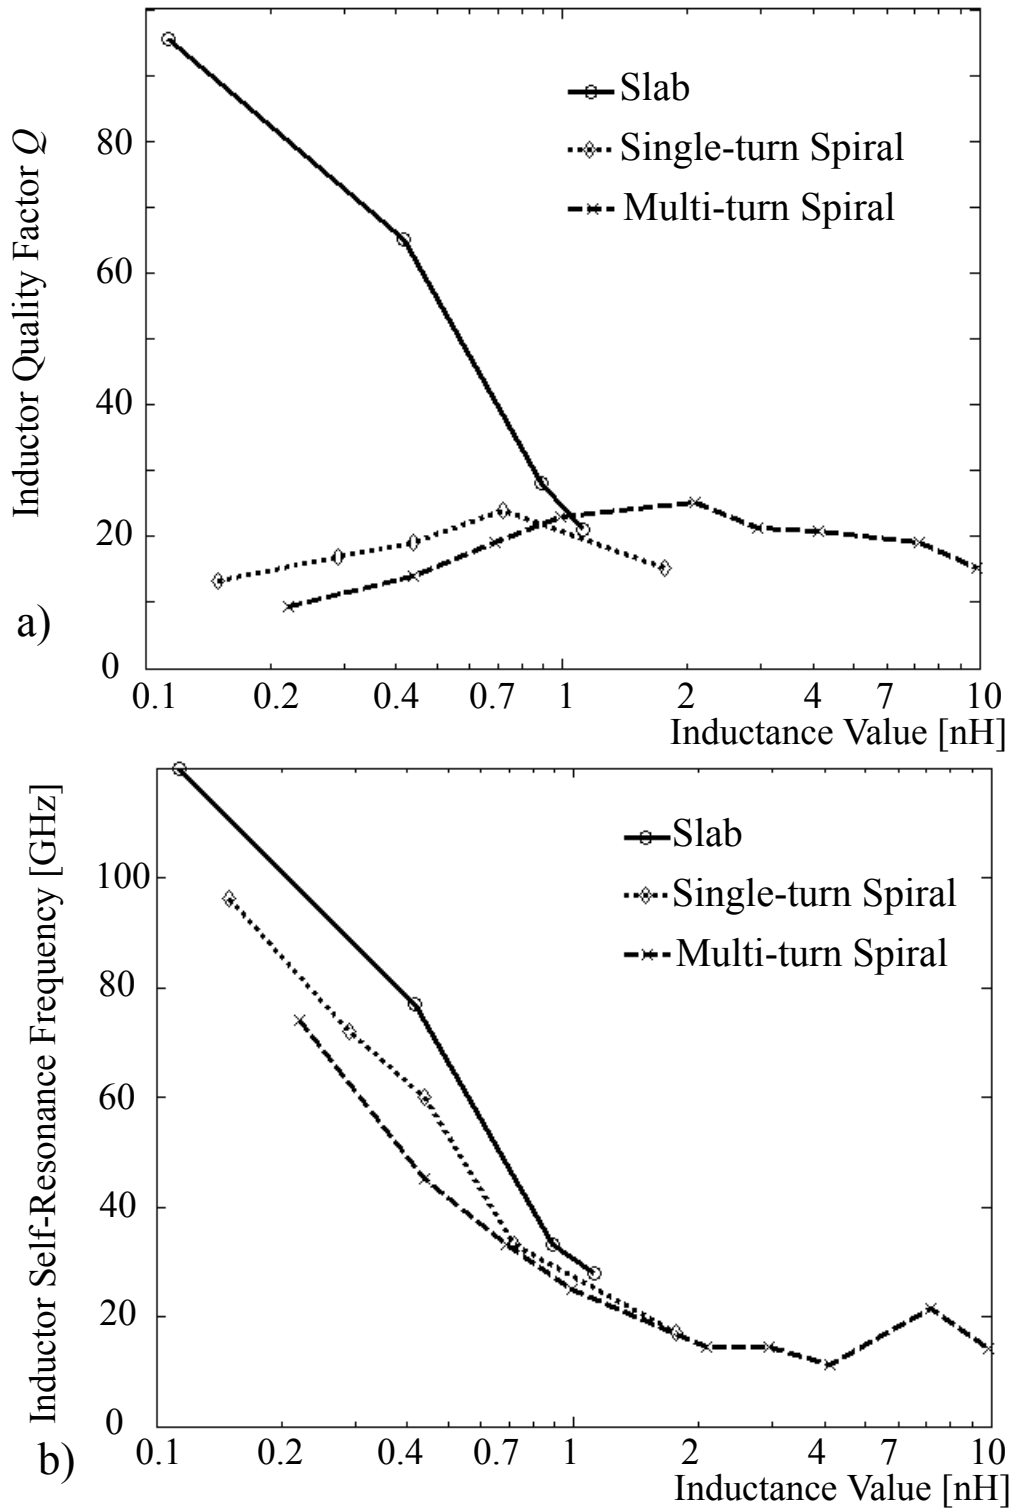 Inductor Quality Factor Q
80
60
40
20
0
Slab
Single-turn Spiral
Multi-turn Spiral
a)
0.1 0.2 0.4 0.7 1 2 4 7 10
Inductance Value [nH]
Inductor Self-Resonance Frequency [GHz]
100
80
60
40
20
0
Slab
Single-turn Spiral
Multi-turn Spiral
b)
0.1 0.2 0.4 0.7 1 2 4 7 10
Inductance Value [nH]